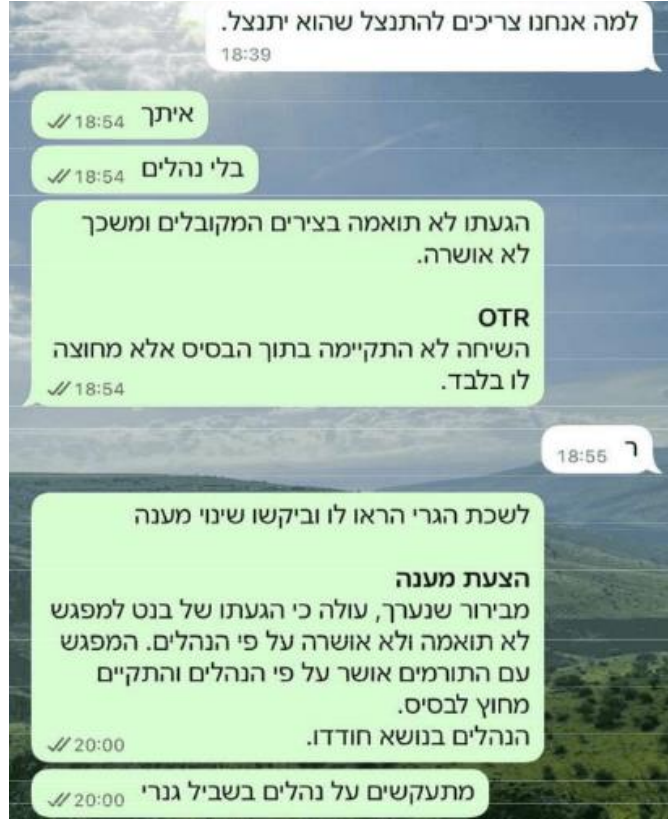 למה אנחנו צריכים להתנצל שהוא יתנצל.
18:39
איתך 18:54
בלי נהלים 18:54
הגעתו לא תואמה בצירים המקובלים ומשכך
לא אושרה.
OTR
השיחה לא התקיימה בתוך הבסיס אלא מחוצה
לו בלבד. 18:54
ר 18:55
לשכת הגרי הראו לו וביקשו שינוי מענה
הצעת מענה
מבירור שנערך, עולה כי הגעתו של בנט למפגש
לא תואמה ולא אושרה על פי הנהלים. המפגש
עם התורמים אושר על פי הנהלים והתקיים
מחוץ לבסיס.
הנהלים בנושא חודדו. 20:00
מתעקשים על נהלים בשביל גנרי 20:00